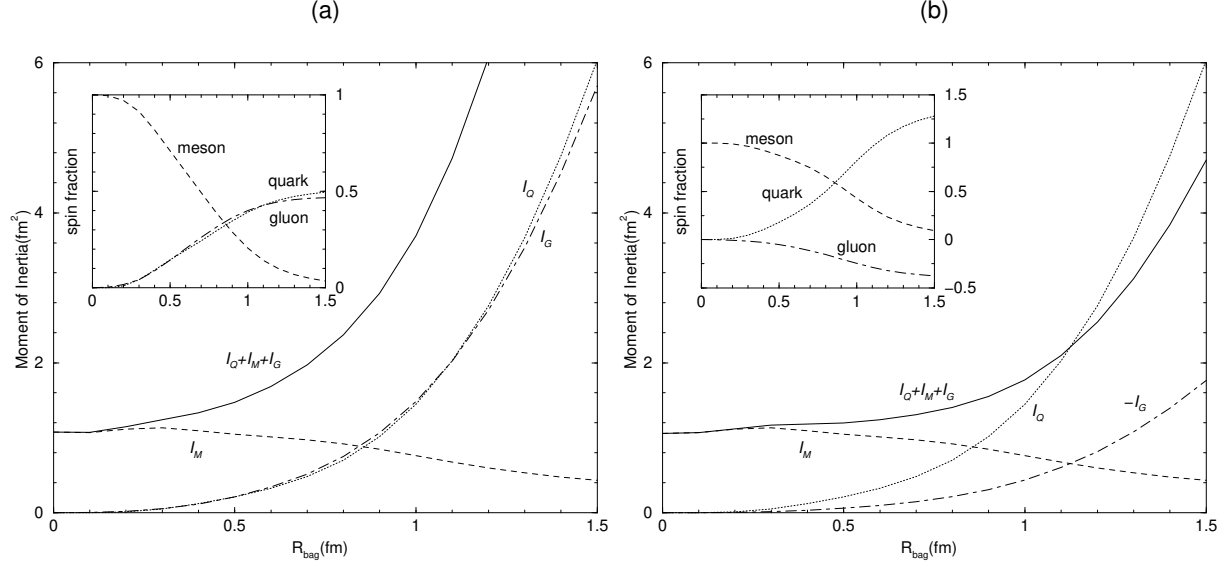 (a)
(b)
Moment of Inertia(fm²)
6
4
2
0
0
0.5
1
1.5
R_bag(fm)
I_Q+I_M+I_G
I_M
I_Q
I_G
spin fraction
meson
quark
gluon
1
0.5
0
0
0.5
1
1.5
Moment of Inertia(fm²)
6
4
2
0
0
0.5
1
1.5
R_bag(fm)
I_Q+I_M+I_G
I_M
I_Q
−I_G
spin fraction
meson
quark
gluon
1.5
1
0.5
0
−0.5
0
0.5
1
1.5